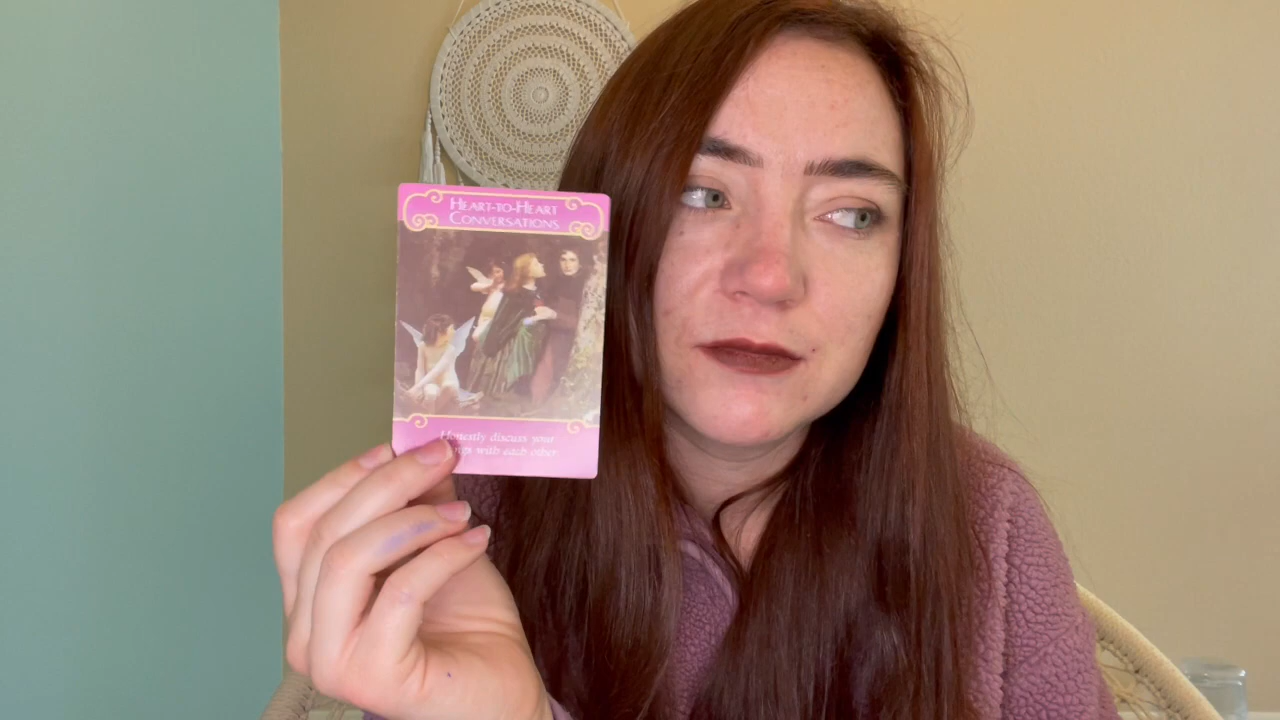 HEART-TO-HEART
CONVERSATIONS
Honestly discuss your
with each other.